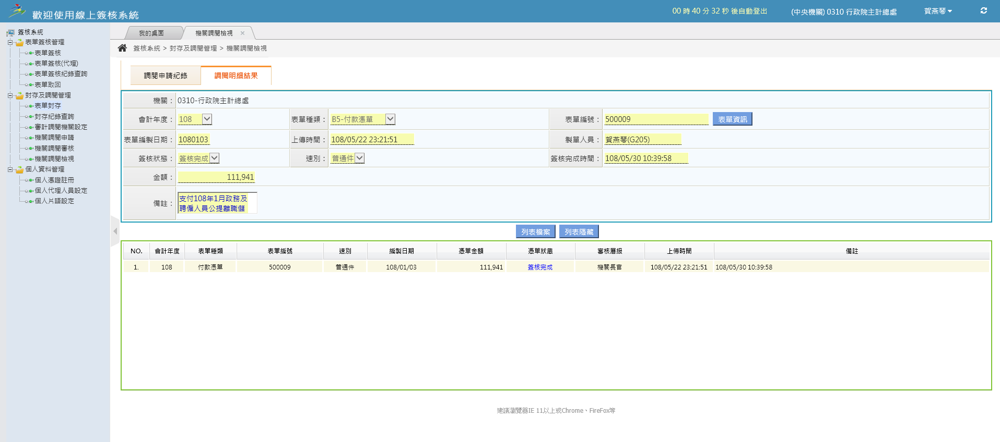 歡迎使用線上簽核系統
00 時 40 分 32 秒 後自動登出
(中央機關) 0310 行政院主計總處
賀燕琴
簽核系統
表單簽核管理
表單簽核
表單簽核(代理)
表單簽核紀錄查詢
表單取回
封存及調閱管理
表單封存
封存紀錄查詢
審計調閱機關設定
機關調閱申請
機關調閱審核
機關調閱檢視
個人資料管理
個人憑證註冊
個人代理人員設定
個人片語設定
我的桌面
機關調閱檢視 ×
簽核系統 > 封存及調閱管理 > 機關調閱檢視
調閱申請紀錄
調閱明細結果
機關： 0310-行政院主計總處
會計年度： 108 表單種類： B5-付款憑單 表單編號： 500009 表單資訊
表單編製日期： 1080103 上傳時間： 108/05/22 23:21:51 製單人員： 賀燕琴(G205)
簽核狀態： 簽核完成 速別： 普通件 簽核完成時間： 108/05/30 10:39:58
金額： 111,941
備註： 支付108年1月政務及
聘僱人員公提離職儲
列表檔案 列表隱藏
NO. 會計年度 表單種類 表單編號 速別 編製日期 憑單金額 憑單狀態 審核層級 上傳時間 備註
1. 108 付款憑單 500009 普通件 108/01/03 111,941 簽核完成 機關長官 108/05/22 23:21:51 108/05/30 10:39:58
建議瀏覽器IE 11以上或Chrome、FireFox等